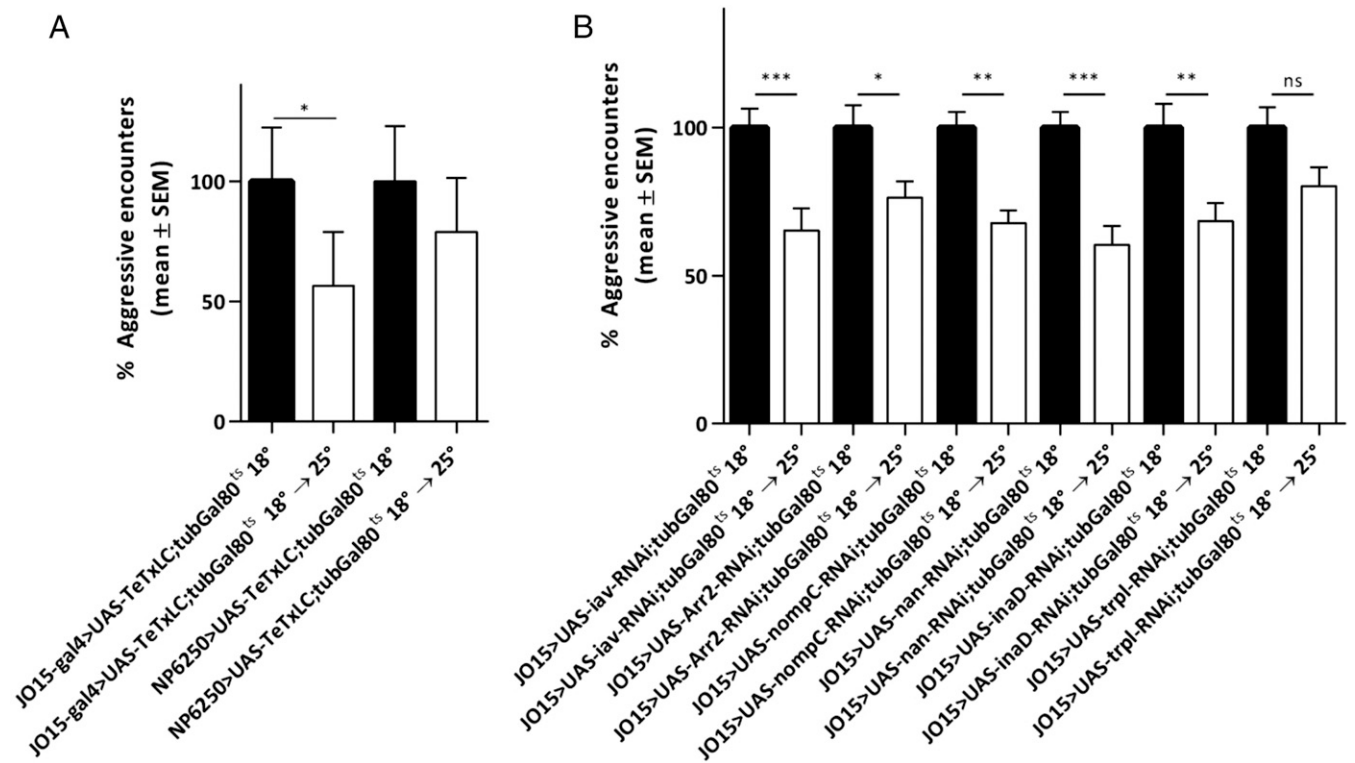 A
% Aggressive encounters
(mean ± SEM)
100
50
0
*
JO15-gal4>UAS-TeTxLC;tubGal80ts 18°
JO15-gal4>UAS-TeTxLC;tubGal80ts 18° → 25°
NP6250>UAS-TeTxLC;tubGal80ts 18°
NP6250>UAS-TeTxLC;tubGal80ts 18° → 25°
B
% Aggressive encounters
(mean ± SEM)
100
50
0
***
*
**
***
**
ns
JO15>UAS-iav-RNAi;tubGal80ts 18°
JO15>UAS-iav-RNAi;tubGal80ts 18° → 25°
JO15>UAS-Arr2-RNAi;tubGal80ts 18°
JO15>UAS-Arr2-RNAi;tubGal80ts 18° → 25°
JO15>UAS-nompC-RNAi;tubGal80ts 18°
JO15>UAS-nompC-RNAi;tubGal80ts 18° → 25°
JO15>UAS-nan-RNAi;tubGal80ts 18°
JO15>UAS-nan-RNAi;tubGal80ts 18° → 25°
JO15>UAS-inaD-RNAi;tubGal80ts 18°
JO15>UAS-inaD-RNAi;tubGal80ts 18° → 25°
JO15>UAS-trpl-RNAi;tubGal80ts 18°
JO15>UAS-trpl-RNAi;tubGal80ts 18° → 25°